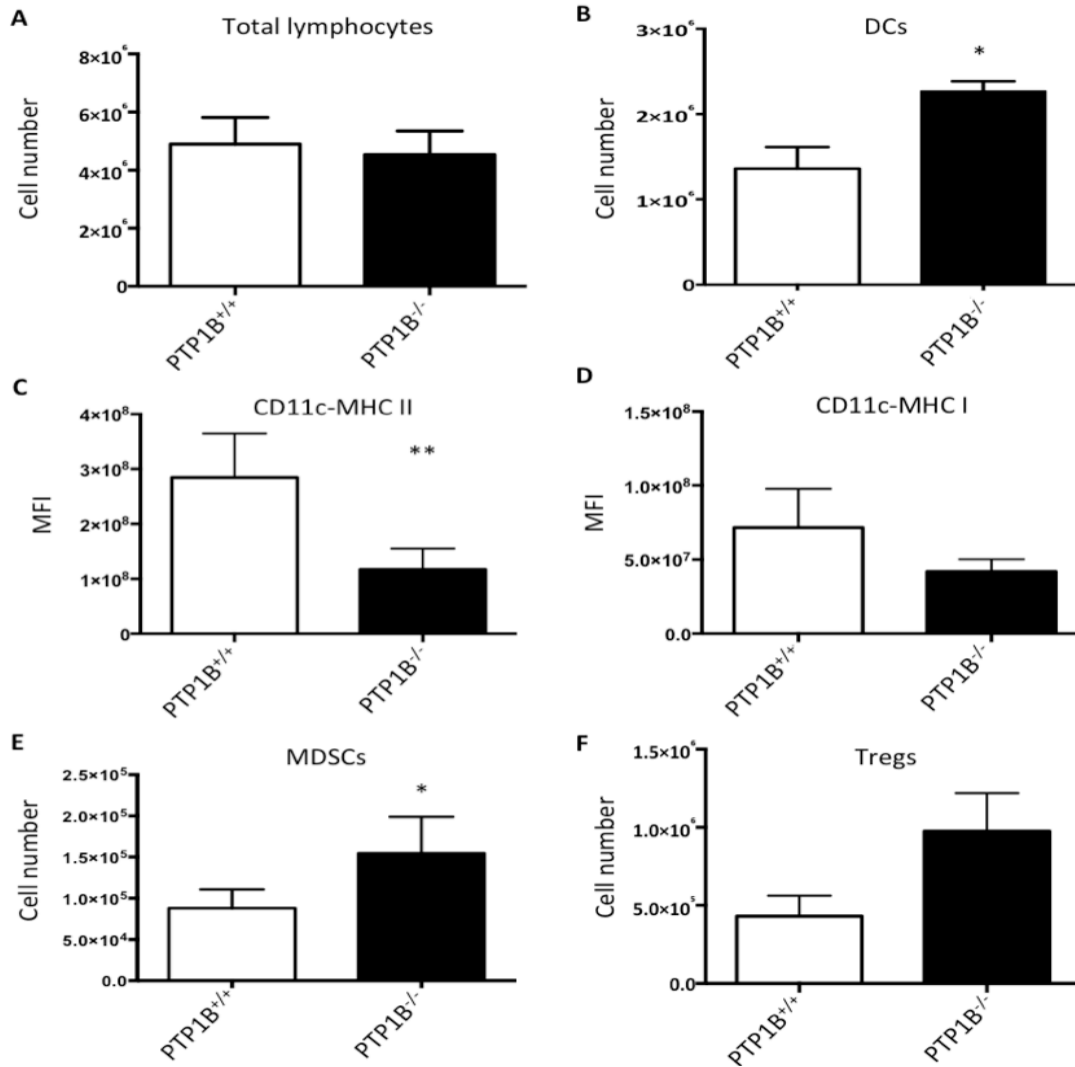 A
Total lymphocytes
8×10⁶
6×10⁶
4×10⁶
2×10⁶
0
Cell number
PTP1B⁺/⁺
PTP1B⁻/⁻
B
DCs
*
3×10⁶
2×10⁶
1×10⁶
0
Cell number
PTP1B⁺/⁺
PTP1B⁻/⁻
C
CD11c-MHC II
**
4×10⁸
3×10⁸
2×10⁸
1×10⁸
0
MFI
PTP1B⁺/⁺
PTP1B⁻/⁻
D
CD11c-MHC I
1.5×10⁸
1.0×10⁸
5.0×10⁷
0.0
MFI
PTP1B⁺/⁺
PTP1B⁻/⁻
E
MDSCs
*
2.5×10⁵
2.0×10⁵
1.5×10⁵
1.0×10⁵
5.0×10⁴
0.0
Cell number
PTP1B⁺/⁺
PTP1B⁻/⁻
F
Tregs
1.5×10⁶
1.0×10⁶
5.0×10⁵
0.0
Cell number
PTP1B⁺/⁺
PTP1B⁻/⁻